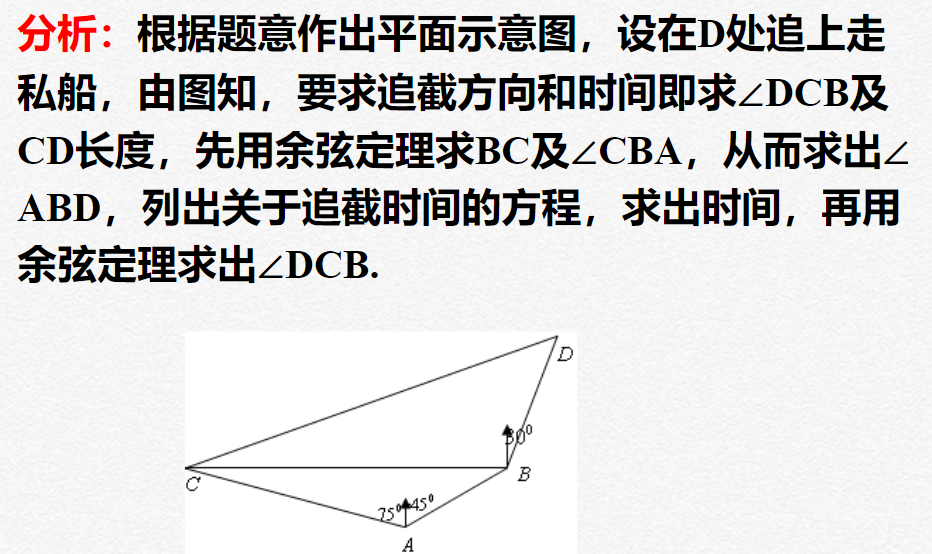 分析：根据题意作出平面示意图，设在D处追上走
私船，由图知，要求追截方向和时间即求∠DCB及
CD长度，先用余弦定理求BC及∠CBA，从而求出∠
ABD，列出关于追截时间的方程，求出时间，再用
余弦定理求出∠DCB.
D
30⁰
C
B
75⁰ 45⁰
A